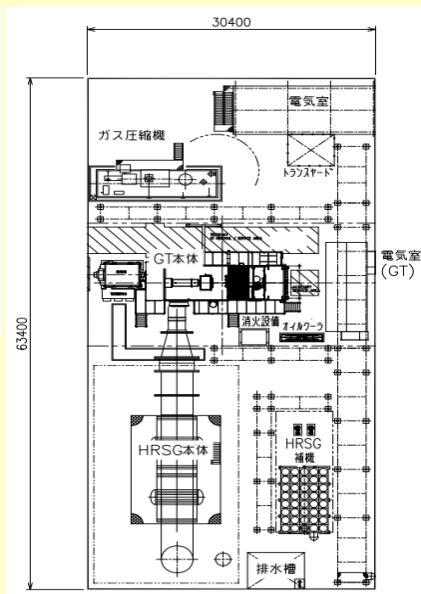 30400
電気室
ガス圧縮機
トランスヤード
GT本体
電気室
(GT)
63400
消火設備
オイルクーラ
HRSG本体
HRSG
補機
排水槽